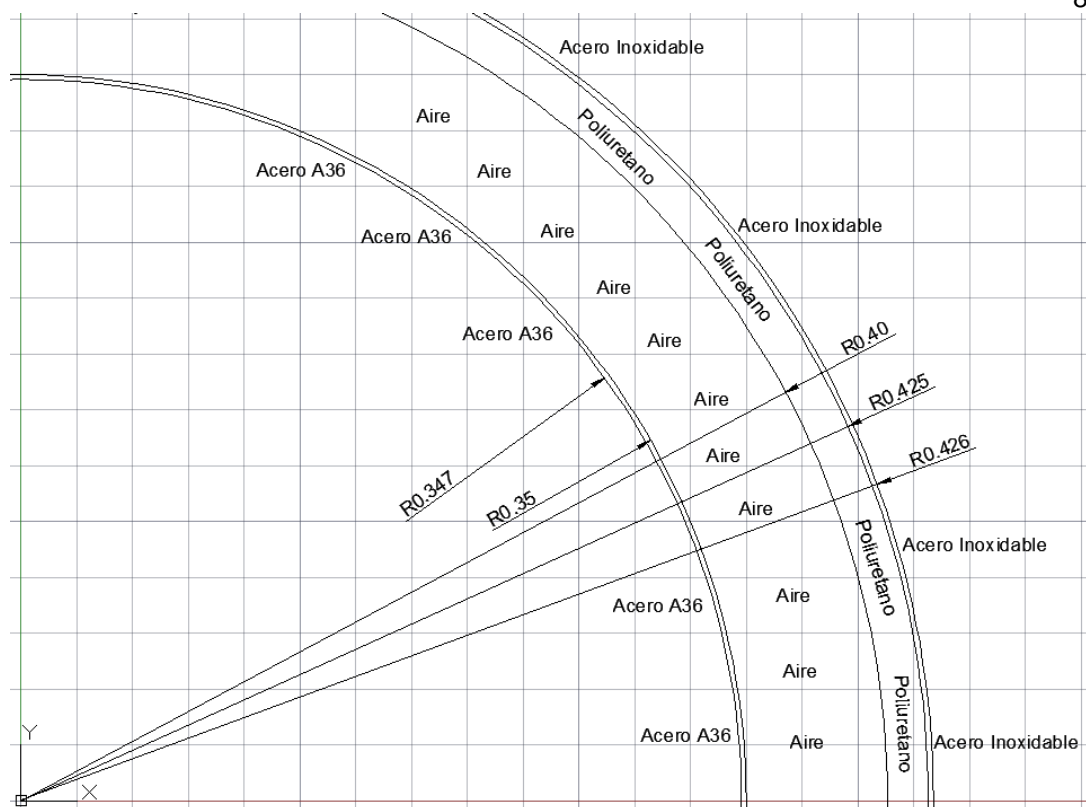 Acero Inoxidable
Aire
Poliuretano
Acero A36
Aire
Acero Inoxidable
Acero A36
Aire
Poliuretano
Aire
Acero A36
Aire
R0.40
R0.425
Aire
R0.426
Aire
R0.347
R0.35
Aire
Acero Inoxidable
Poliuretano
Acero A36
Aire
Aire
Poliuretano
Acero A36
Aire
Acero Inoxidable
Y
X